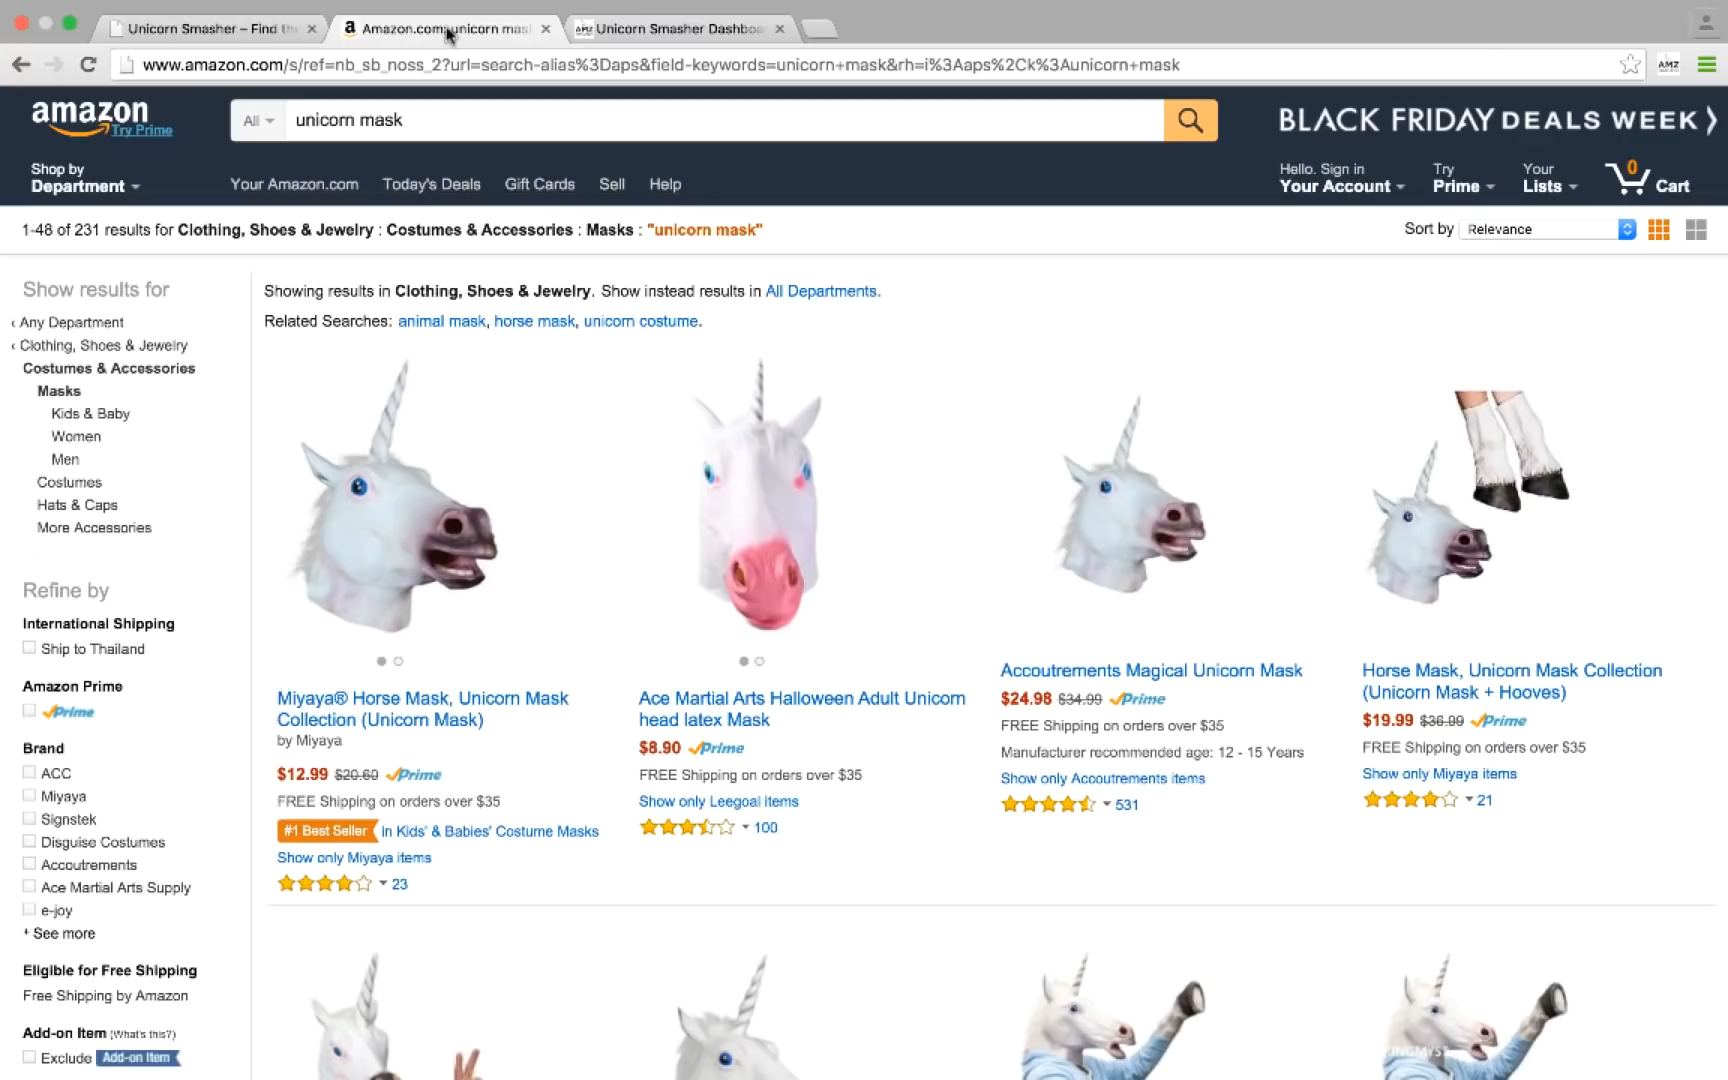 Unicorn Smasher – Find the
Amazon.com: unicorn mas
Unicorn Smasher Dashboa
www.amazon.com/s/ref=nb_sb_noss_2?url=search-alias%3Daps&field-keywords=unicorn+mask&rh=i%3Aaps%2Ck%3Aunicorn+mask
AMZ
amazon
Try Prime
All
unicorn mask
BLACK FRIDAY DEALS WEEK
Shop by
Department
Your Amazon.com
Today's Deals
Gift Cards
Sell
Help
Hello. Sign in
Your Account
Try
Prime
Your
Lists
0
Cart
1-48 of 231 results for Clothing, Shoes & Jewelry : Costumes & Accessories : Masks : "unicorn mask"
Sort by Relevance
Show results for
‹ Any Department
‹ Clothing, Shoes & Jewelry
Costumes & Accessories
Masks
Kids & Baby
Women
Men
Costumes
Hats & Caps
More Accessories
Refine by
International Shipping
Ship to Thailand
Amazon Prime
Prime
Brand
ACC
Miyaya
Signstek
Disguise Costumes
Accoutrements
Ace Martial Arts Supply
e-joy
+ See more
Eligible for Free Shipping
Free Shipping by Amazon
Add-on Item (What's this?)
Exclude Add-on Item
Showing results in Clothing, Shoes & Jewelry. Show instead results in All Departments.
Related Searches: animal mask, horse mask, unicorn costume.
Miyaya® Horse Mask, Unicorn Mask
Collection (Unicorn Mask)
by Miyaya
$12.99 $20.60 Prime
FREE Shipping on orders over $35
#1 Best Seller in Kids' & Babies' Costume Masks
Show only Miyaya items
23
Ace Martial Arts Halloween Adult Unicorn
head latex Mask
$8.90 Prime
FREE Shipping on orders over $35
Show only Leegoal items
100
Accoutrements Magical Unicorn Mask
$24.98 $34.99 Prime
FREE Shipping on orders over $35
Manufacturer recommended age: 12 - 15 Years
Show only Accoutrements items
531
Horse Mask, Unicorn Mask Collection
(Unicorn Mask + Hooves)
$19.99 $36.99 Prime
FREE Shipping on orders over $35
Show only Miyaya items
21